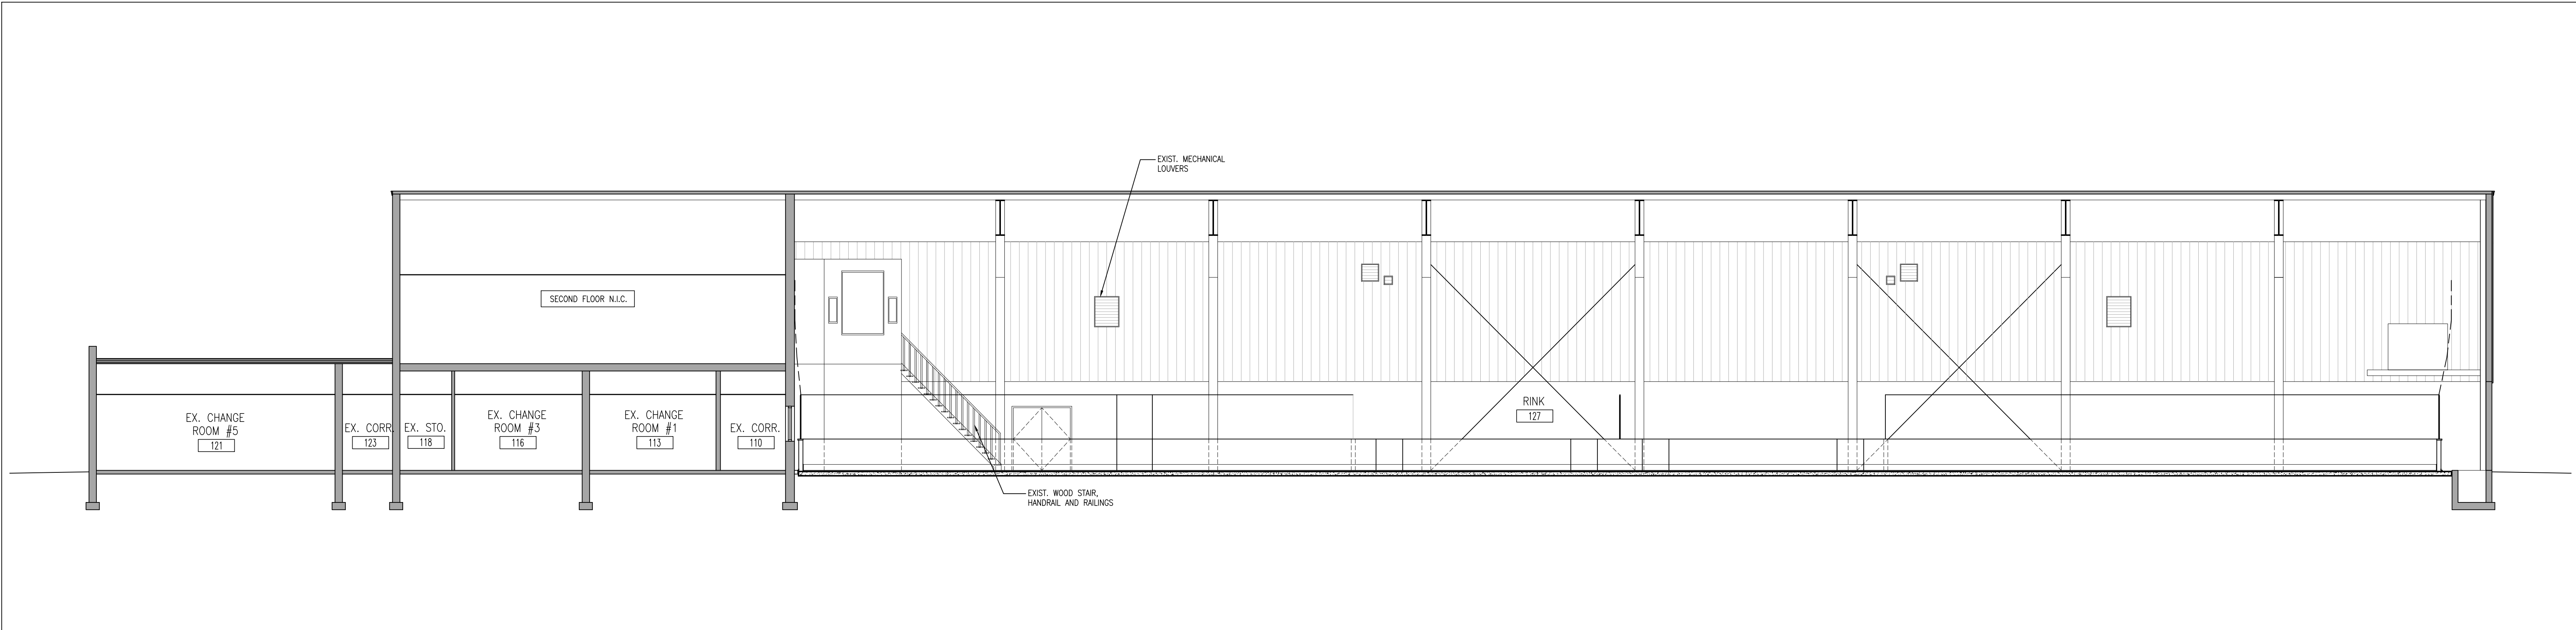 EXIST. MECHANICAL
LOUVERS
SECOND FLOOR N.I.C.
EX. CHANGE
ROOM #5
121
EX. CORR.
123
EX. STO.
118
EX. CHANGE
ROOM #3
116
EX. CHANGE
ROOM #1
113
EX. CORR.
110
RINK
127
EXIST. WOOD STAIR,
HANDRAIL AND RAILINGS